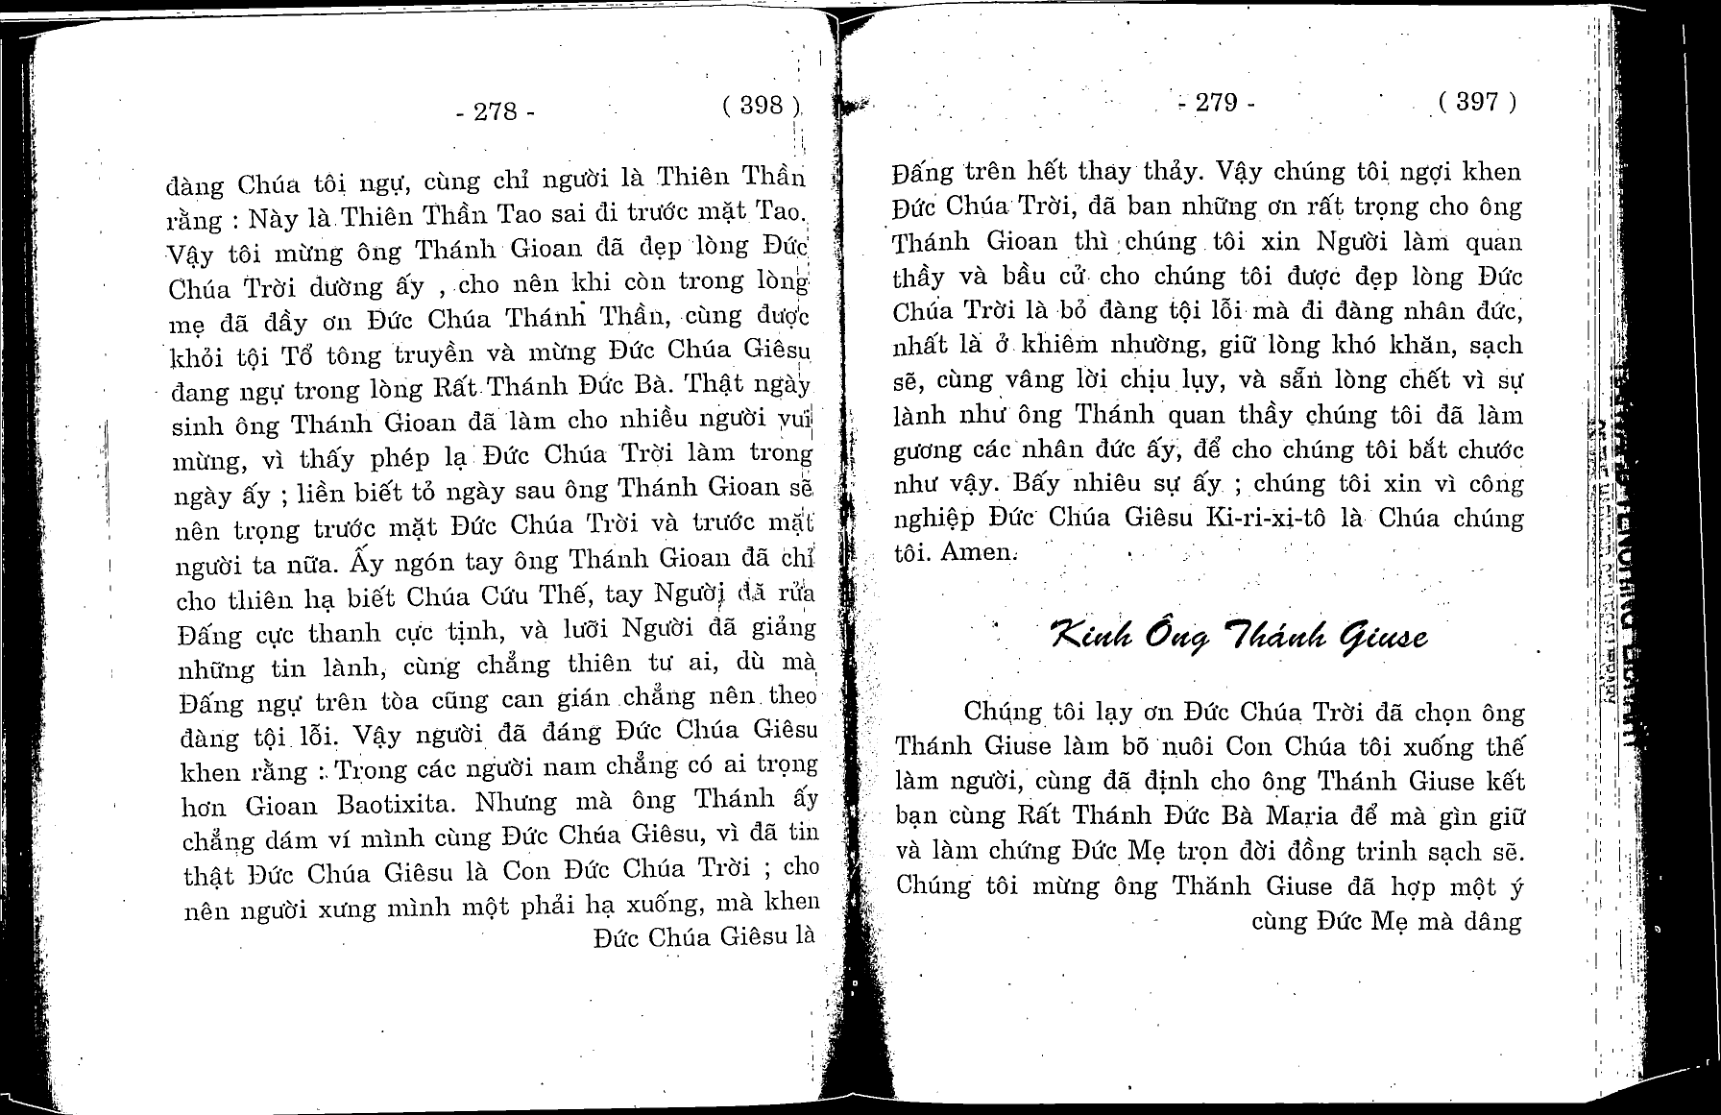 - 278 -
( 398 )
đàng Chúa tôi ngự, cùng chỉ người là Thiên Thần
rằng : Này là Thiên Thần Tao sai đi trước mặt Tao.
Vậy tôi mừng ông Thánh Gioan đã đẹp lòng Đức
Chúa Trời dường ấy , cho nên khi còn trong lòng
mẹ đã đầy ơn Đức Chúa Thánh Thần, cùng được
khỏi tội Tổ tông truyền và mừng Đức Chúa Giêsu
đang ngự trong lòng Rất Thánh Đức Bà. Thật ngày
sinh ông Thánh Gioan đã làm cho nhiều người vui
mừng, vì thấy phép lạ Đức Chúa Trời làm trong
ngày ấy ; liền biết tỏ ngày sau ông Thánh Gioan sẽ
nên trọng trước mặt Đức Chúa Trời và trước mặt
người ta nữa. Ấy ngón tay ông Thánh Gioan đã chỉ
cho thiên hạ biết Chúa Cứu Thế, tay Người đã rửa
Đấng cực thanh cực tịnh, và lưỡi Người đã giảng
những tin lành, cùng chẳng thiên tư ai, dù mà
Đấng ngự trên tòa cũng can gián chẳng nên theo
đàng tội lỗi. Vậy người đã đáng Đức Chúa Giêsu
khen rằng : Trong các người nam chẳng có ai trọng
hơn Gioan Baotixita. Nhưng mà ông Thánh ấy
chẳng dám ví mình cùng Đức Chúa Giêsu, vì đã tin
thật Đức Chúa Giêsu là Con Đức Chúa Trời ; cho
nên người xưng mình một phải hạ xuống, mà khen
Đức Chúa Giêsu là
- 279 -
( 397 )
Đấng trên hết thay thảy. Vậy chúng tôi ngợi khen
Đức Chúa Trời, đã ban những ơn rất trọng cho ông
Thánh Gioan thì chúng tôi xin Người làm quan
thầy và bầu cử cho chúng tôi được đẹp lòng Đức
Chúa Trời là bỏ đàng tội lỗi mà đi đàng nhân đức,
nhất là ở khiêm nhường, giữ lòng khó khăn, sạch
sẽ, cùng vâng lời chịu lụy, và sẵn lòng chết vì sự
lành như ông Thánh quan thầy chúng tôi đã làm
gương các nhân đức ấy, để cho chúng tôi bắt chước
như vậy. Bấy nhiêu sự ấy ; chúng tôi xin vì công
nghiệp Đức Chúa Giêsu Ki-ri-xi-tô là Chúa chúng
tôi. Amen.
Kinh Ông Thánh Giuse
Chúng tôi lạy ơn Đức Chúa Trời đã chọn ông
Thánh Giuse làm bõ nuôi Con Chúa tôi xuống thế
làm người, cùng đã định cho ông Thánh Giuse kết
bạn cùng Rất Thánh Đức Bà Maria để mà gìn giữ
và làm chứng Đức Mẹ trọn đời đồng trinh sạch sẽ.
Chúng tôi mừng ông Thánh Giuse đã hợp một ý
cùng Đức Mẹ mà dâng